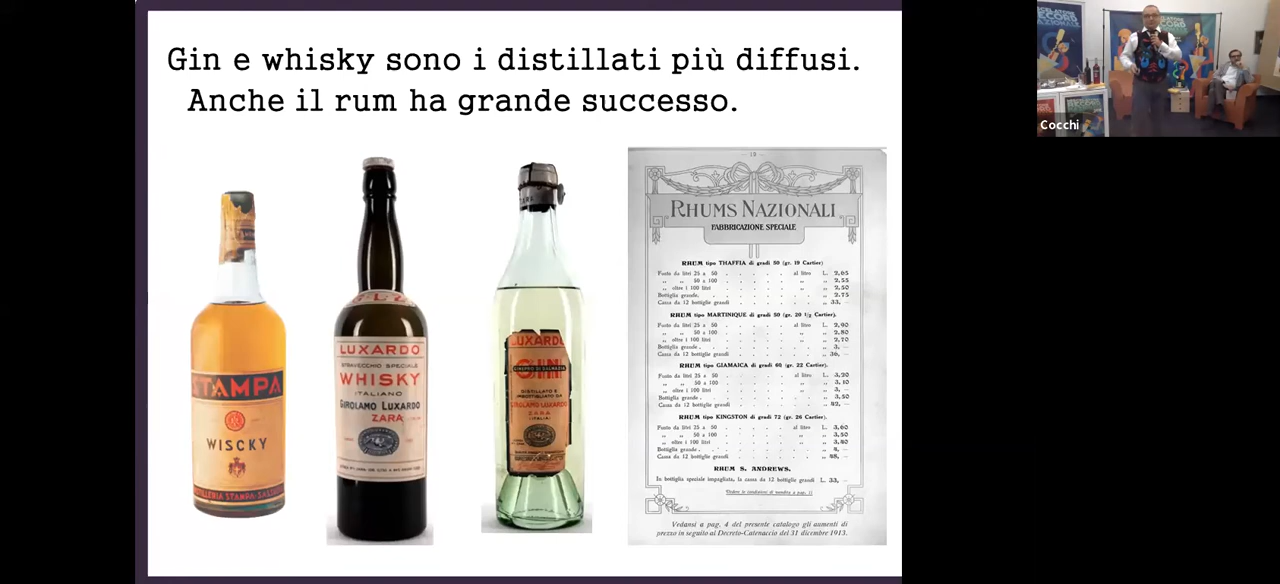 Gin e whisky sono i distillati più diffusi.
Anche il rum ha grande successo.
STAMPA
WISCKY
DISTILLERIA STAMPA
LUXARDO
STRAVECCHIO SPECIALE
WHISKY
ITALIANO
GIROLAMO LUXARDO
ZARA
LUXARDO
GIN
GINEPRO DI DALMAZIA
DISTILLATO E
IMBOTTIGLIATO DA
GIROLAMO LUXARDO
ZARA
(ITALIA)
— 18 —
RHUMS NAZIONALI
FABBRICAZIONE SPECIALE
RHUM tipo THAFFIA di gradi 50 (gr. 19 Cartier)
Fusto da litri 25 a 50 . . . . . al litro L. 2,65
„ „ 50 a 100 . . . . . „ „ 2,55
„ oltre i 100 litri . . . . . „ „ 2,50
Bottiglia grande. . . . . . „ 2,75
Cassa da 12 bottiglie grandi . . . . . „ 33, —
RHUM tipo MARTINIQUE di gradi 50 (gr. 20 1/2 Cartier).
Fusto da litri 25 a 50 . . . . . al litro L. 2,90
„ „ 50 a 100 . . . . . „ „ 2,80
„ oltre i 100 litri . . . . . „ „ 2,70
Bottiglia grande . . . . . . „ 3, —
Cassa da 12 bottiglie grandi . . . . . „ 36, —
RHUM tipo GIAMAICA di gradi 60 (gr. 22 Cartier).
Fusto da litri 25 a 50 . . . . . al litro L. 3,20
„ „ 50 a 100 . . . . . „ „ 3,10
„ oltre i 100 litri . . . . . „ „ 3, —
Bottiglia grande . . . . . . „ 3,50
Cassa da 12 bottiglie grandi . . . . . „ 42, —
RHUM tipo KINGSTON di gradi 72 (gr. 26 Cartier).
Fusto da litri 25 a 50 . . . . . al litro L. 3,60
„ „ 50 a 100 . . . . . „ „ 3,50
„ oltre i 100 litri . . . . . „ „ 3,40
Bottiglia grande . . . . . . „ 4, —
Cassa da 12 bottiglie grandi . . . . . „ 48, —
RHUM S. ANDREWS.
In bottiglia speciale impagliata, la cassa da 12 bottiglie grandi L. 33, —
Vedere le condizioni di vendita a pag. 11
Vedansi a pag. 4 del presente catalogo gli aumenti di
prezzo in seguito al Decreto-Catenaccio del 31 dicembre 1913.
Cocchi